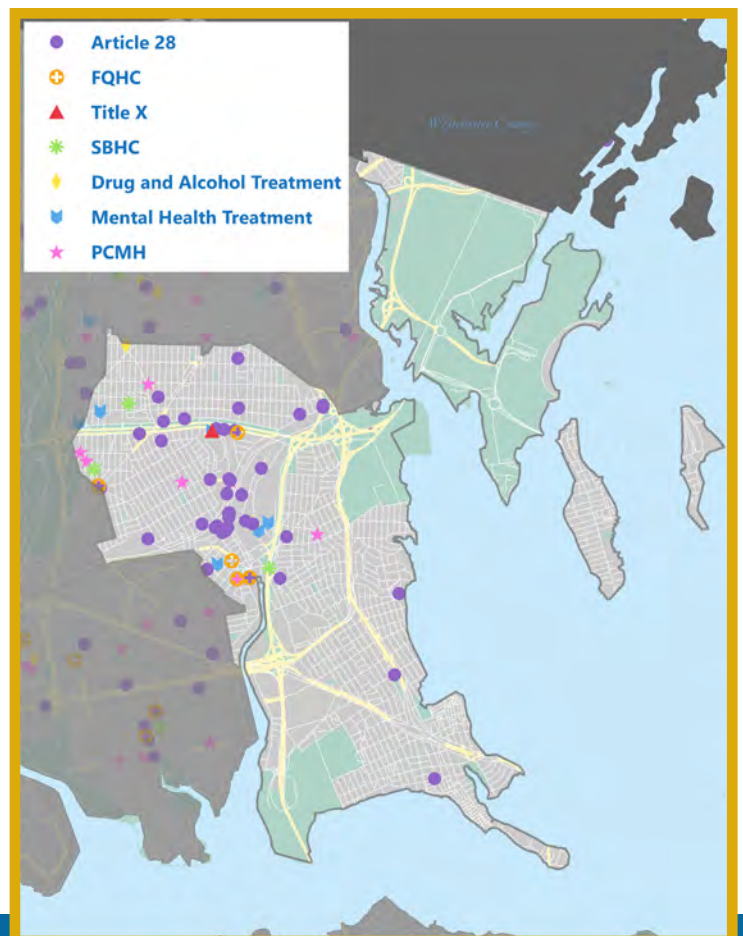 Article 28
FQHC
Title X
SBHC
Drug and Alcohol Treatment
Mental Health Treatment
PCMH